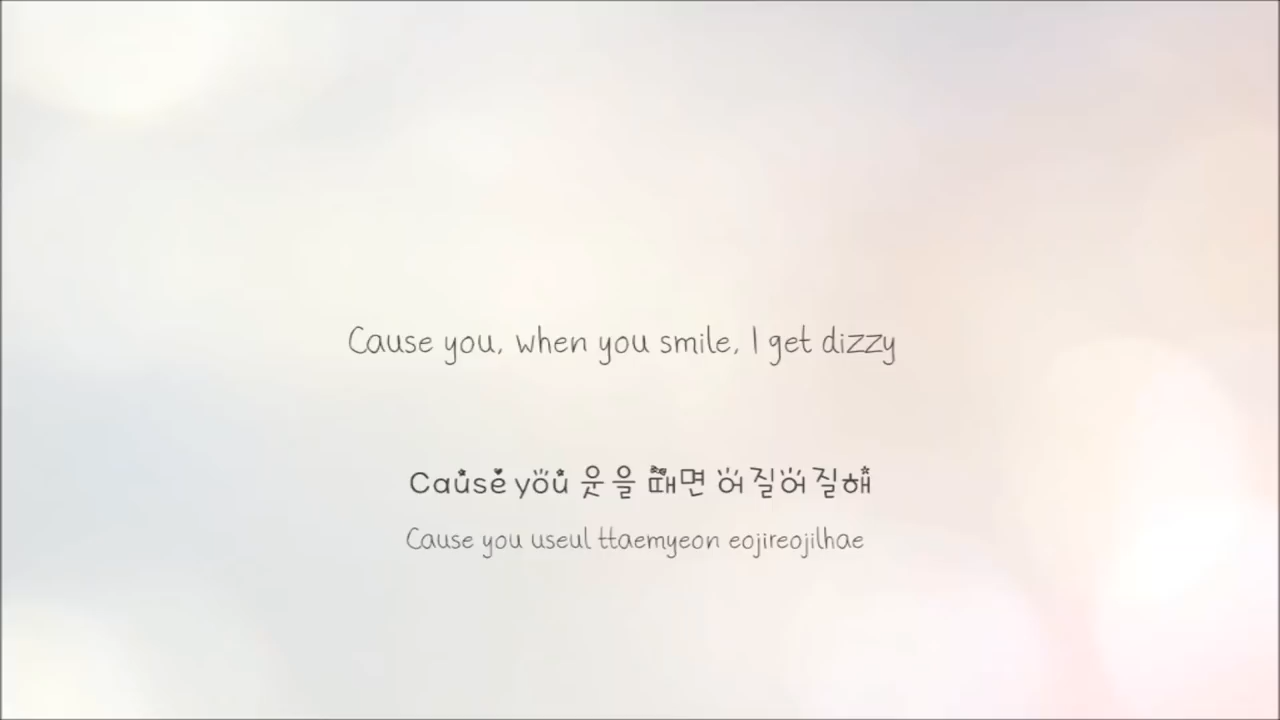 Cause you, when you smile, I get dizzy
Cause you 웃을 때면 어질어질해
Cause you useul ttaemyeon eojireojilhae